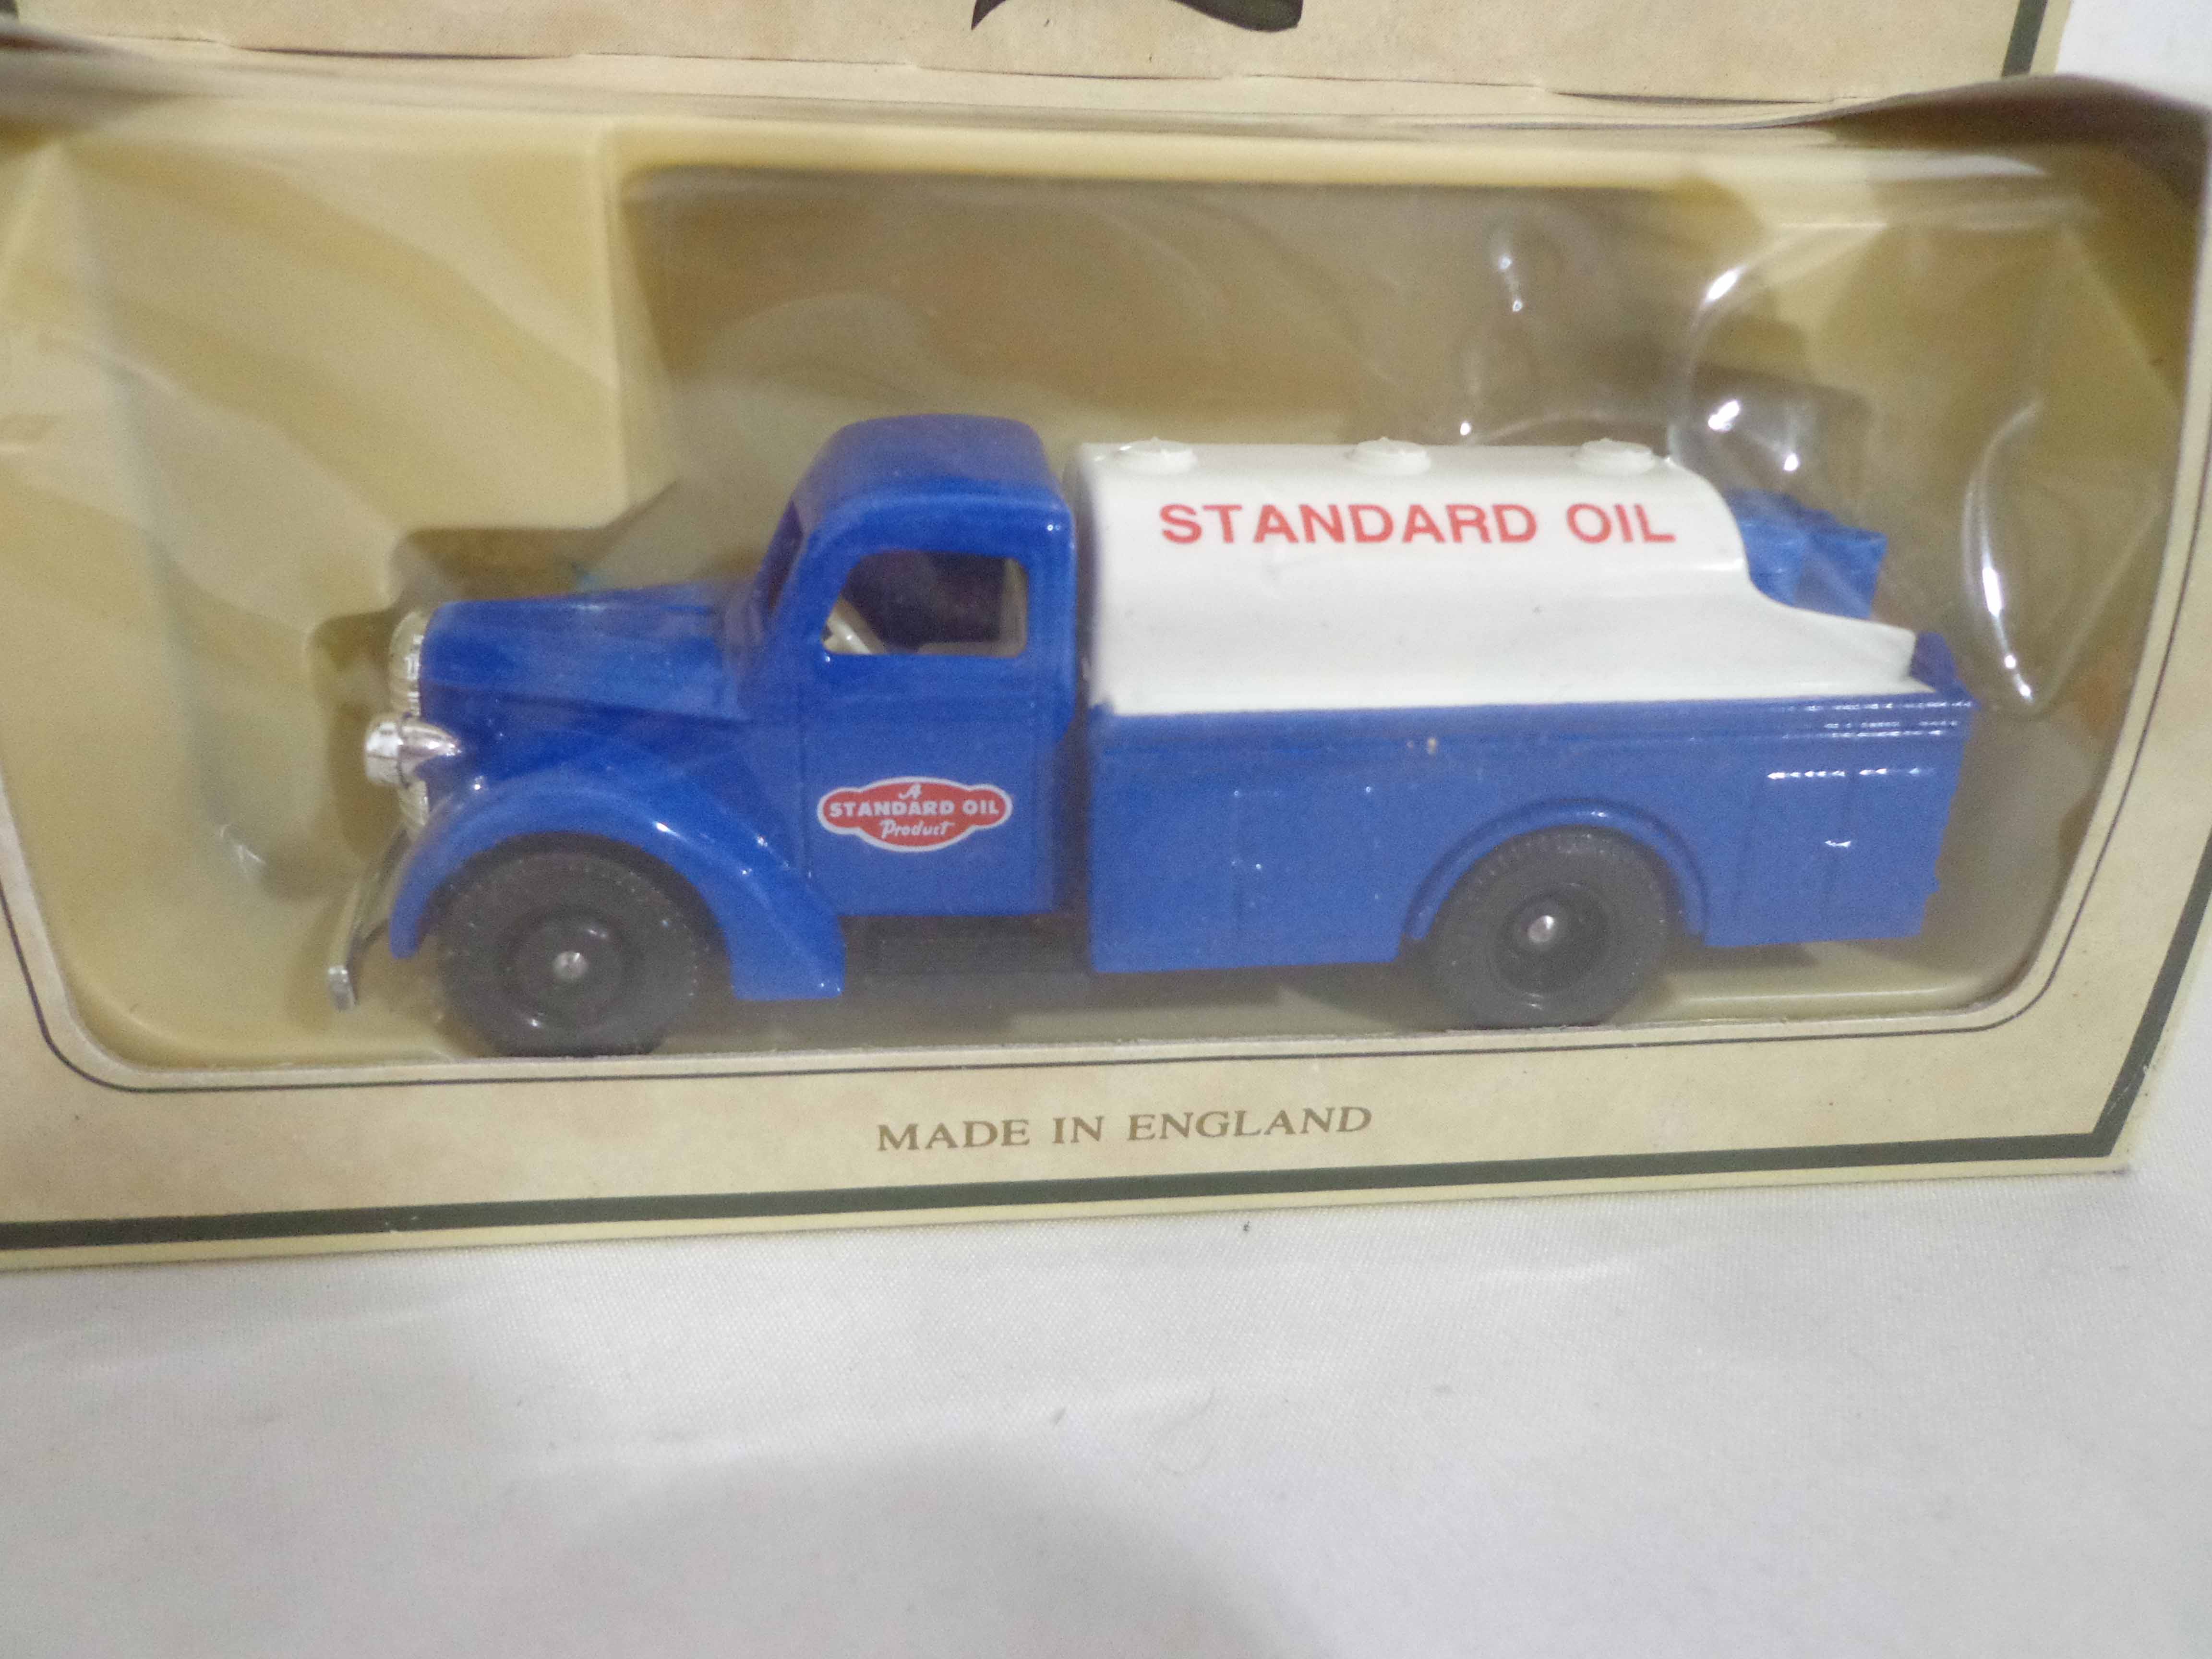 STANDARD OIL
A
STANDARD OIL
Product
MADE IN ENGLAND